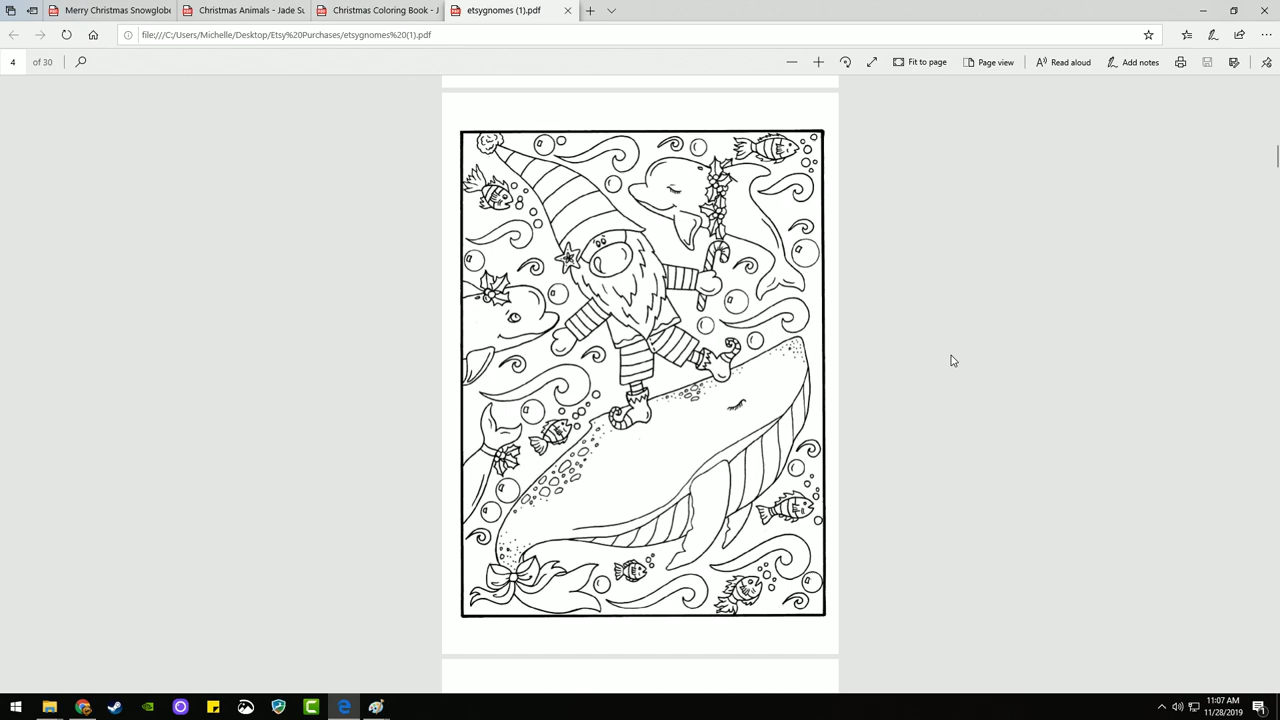 Merry Christmas Snowglobe
Christmas Animals - Jade Su
Christmas Coloring Book - J
etsygnomes (1).pdf
file:///C:/Users/Michelle/Desktop/Etsy%20Purchases/etsygnomes%20(1).pdf
4 of 30
Fit to page
Page view
Read aloud
Add notes
11:07 AM
11/28/2019